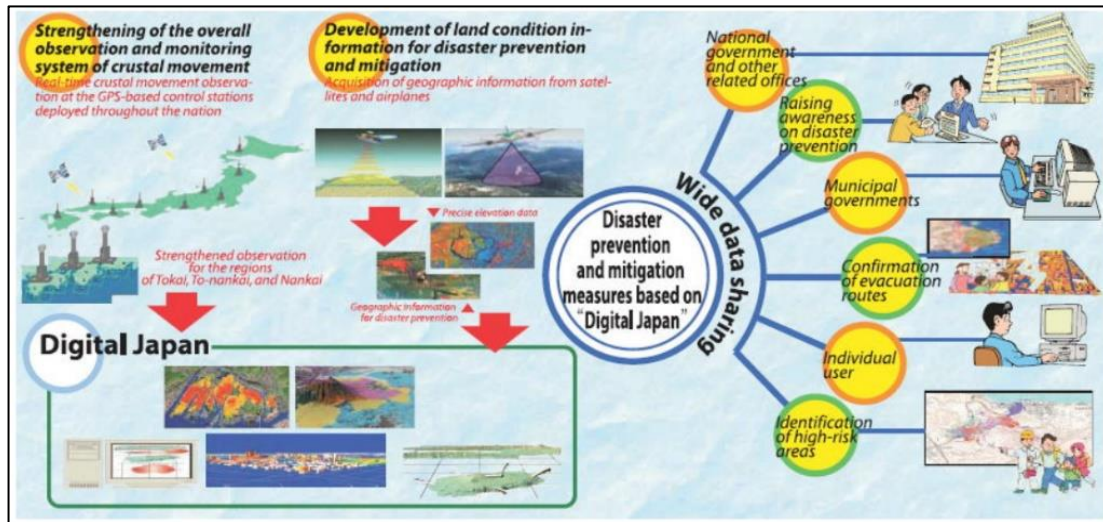 Strengthening of the overall
observation and monitoring
system of crustal movement
Real-time crustal movement observa-
tion at the GPS-based control stations
deployed throughout the nation
Strengthened observation
for the regions
of Tokai, To-nankai, and Nankai
Development of land condition in-
formation for disaster prevention
and mitigation
Acquisition of geographic information from satel-
lites and airplanes
▼ Precise elevation data
Geographic Information ▲
for disaster prevention
Digital Japan
Disaster
prevention
and mitigation
measures based on
"Digital Japan"
Wide data sharing
National
government
and other
related offices
Raising
awareness
on disaster
prevention
Municipal
governments
Confirmation
of evacuation
routes
Individual
user
Identification
of high-risk
areas